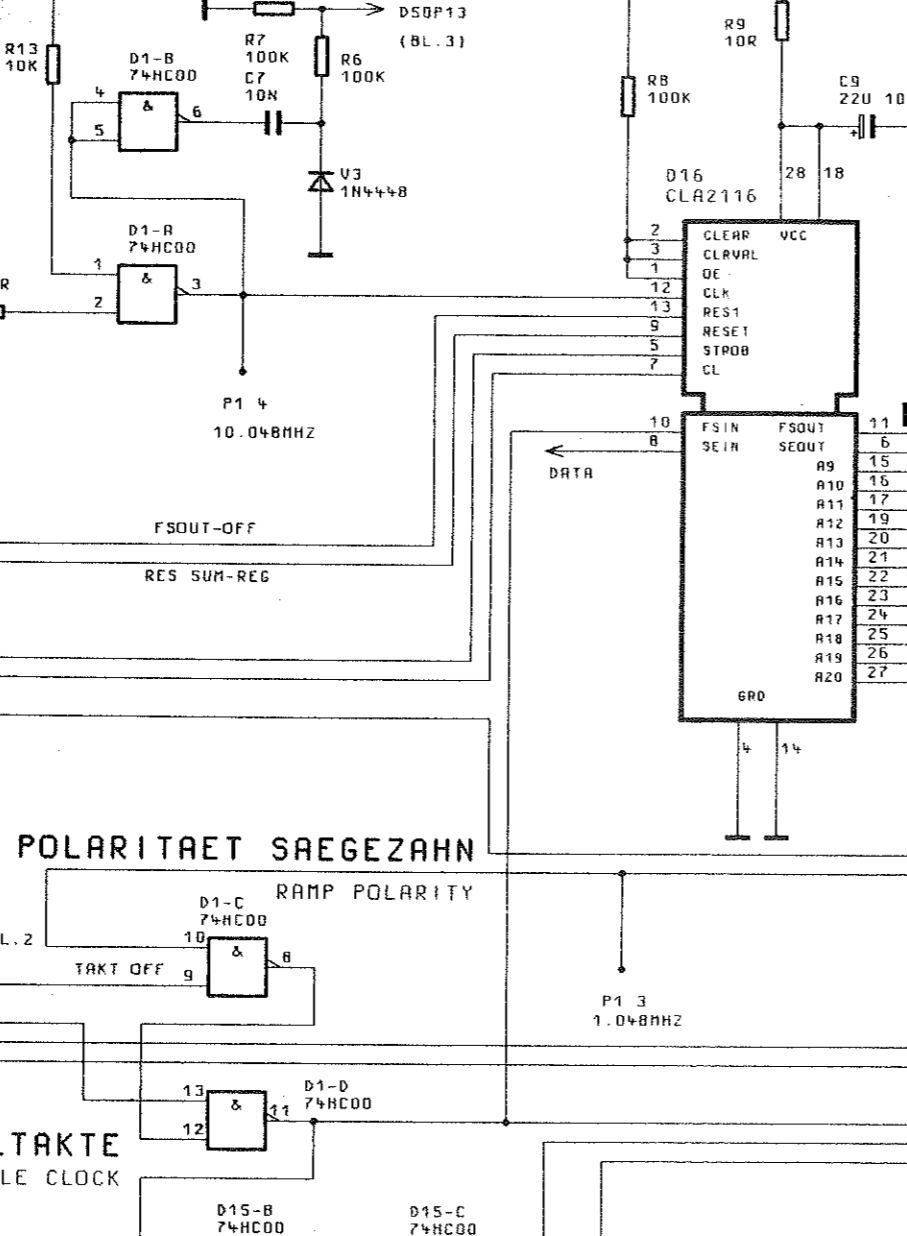 DSQP13
(BL.3)
R13
10K
D1-B
74HC00
4
5
&
6
R7
100K
C7
10N
R6
100K
V3
1N4448
R8
100K
R9
10R
C9
22U 10
+
D1-A
74HC00
1
2
&
3
R
P1 4
10.048MHZ
D16
CLA2116
28
18
2 CLEAR VCC
3 CLRVAL
1 OE
12 CLK
13 RES1
9 RESET
5 STROB
7 CL
10 FSIN FSOUT 11
8 SEIN SEOUT 6
A9 15
A10 16
A11 17
A12 19
A13 20
A14 21
A15 22
A16 23
A17 24
A18 25
A19 26
A20 27
GRD
4
14
DATA
FSOUT-OFF
RES SUM-REG
POLARITAET SAEGEZAHN
RAMP POLARITY
L.2
D1-C
74HC00
10
9
&
8
TAKT OFF
P1 3
1.048MHZ
D1-D
74HC00
13
12
&
11
LTAKTE
LE CLOCK
D15-B
74HC00
D15-C
74HC00